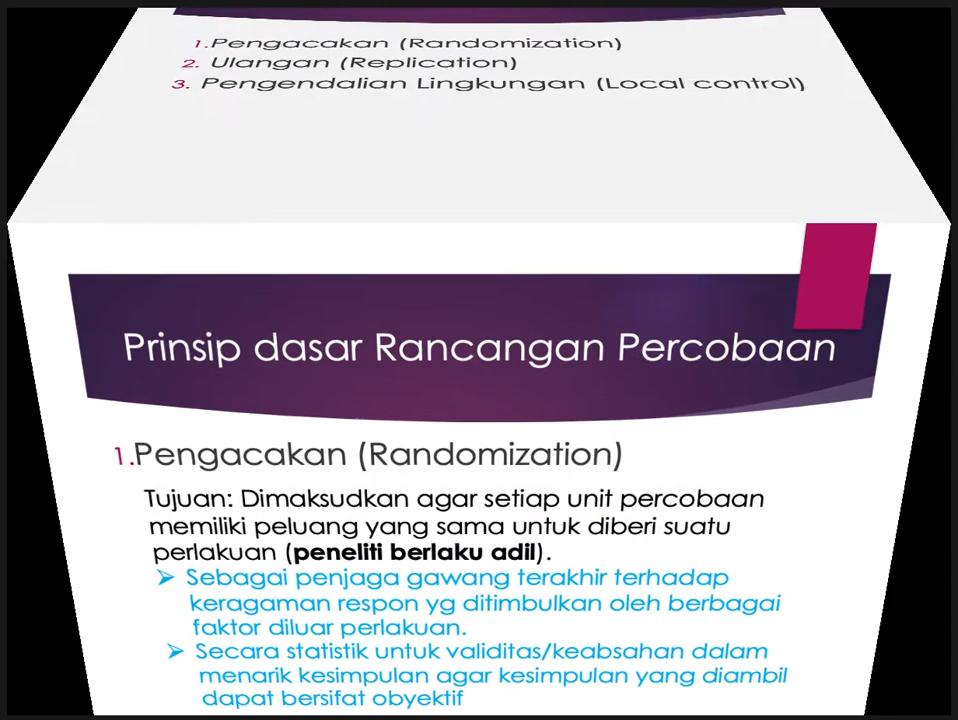 1.Pengacakan (Randomization)
2. Ulangan (Replication)
3. Pengendalian Lingkungan (Local control)
Prinsip dasar Rancangan Percobaan
1.Pengacakan (Randomization)
Tujuan: Dimaksudkan agar setiap unit percobaan
memiliki peluang yang sama untuk diberi suatu
perlakuan (peneliti berlaku adil).
➢ Sebagai penjaga gawang terakhir terhadap
keragaman respon yg ditimbulkan oleh berbagai
faktor diluar perlakuan.
➢ Secara statistik untuk validitas/keabsahan dalam
menarik kesimpulan agar kesimpulan yang diambil
dapat bersifat obyektif